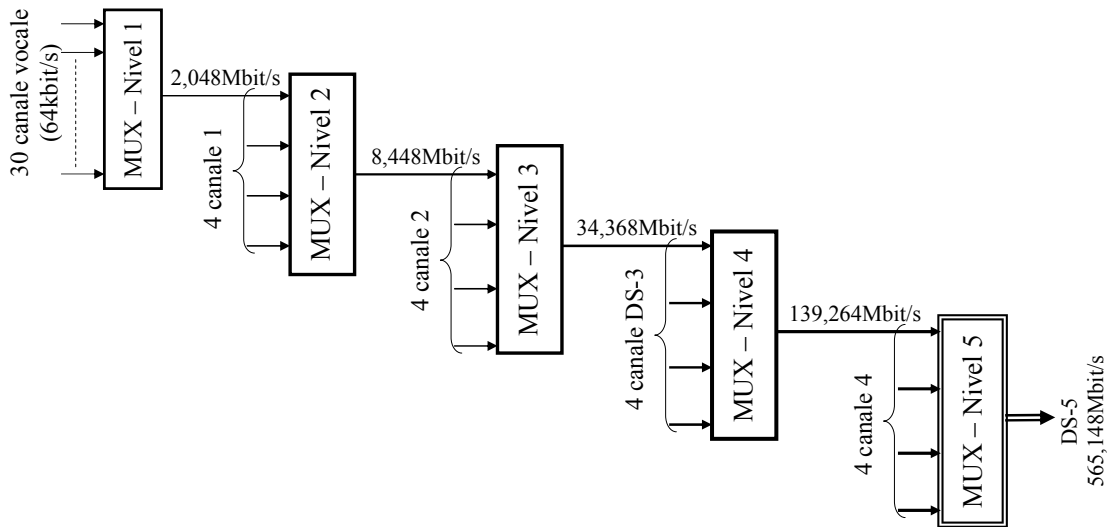 30 canale vocale
(64kbit/s)
MUX – Nivel 1
2,048Mbit/s
4 canale 1
MUX – Nivel 2
8,448Mbit/s
4 canale 2
MUX – Nivel 3
34,368Mbit/s
4 canale DS-3
MUX – Nivel 4
139,264Mbit/s
4 canale 4
MUX – Nivel 5
DS-5
565,148Mbit/s